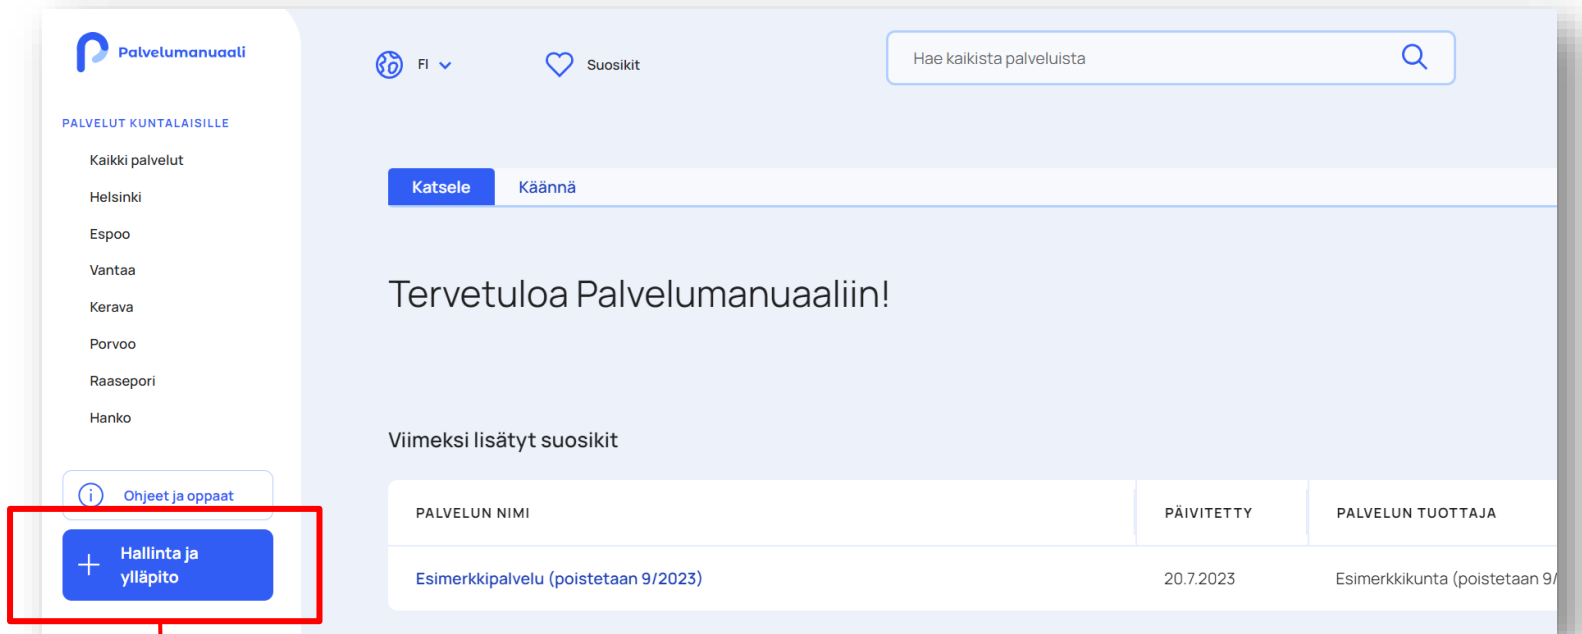 Palvelumanuaali
FI
Suosikit
Hae kaikista palveluista
PALVELUT KUNTALAISILLE
Kaikki palvelut
Helsinki
Espoo
Vantaa
Kerava
Porvoo
Raasepori
Hanko
Ohjeet ja oppaat
Hallinta ja
ylläpito
Katsele
Käännä
Tervetuloa Palvelumanuaaliin!
Viimeksi lisätyt suosikit
PALVELUN NIMI
PÄIVITETTY
PALVELUN TUOTTAJA
Esimerkkipalvelu (poistetaan 9/2023)
20.7.2023
Esimerkkikunta (poistetaan 9/